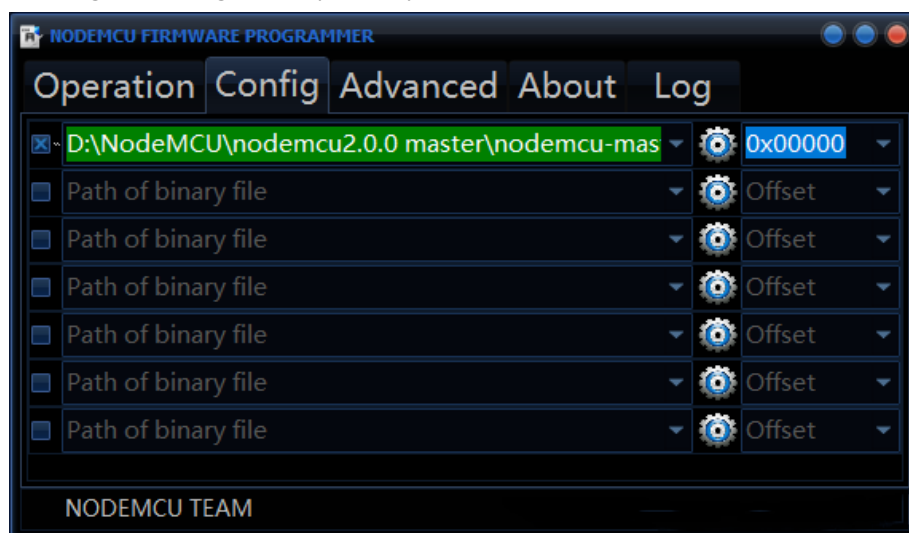 NODEMCU FIRMWARE PROGRAMMER
Operation Config Advanced About Log
D:\NodeMCU\nodemcu2.0.0 master\nodemcu-mas 0x00000
Path of binary file Offset
Path of binary file Offset
Path of binary file Offset
Path of binary file Offset
Path of binary file Offset
Path of binary file Offset
NODEMCU TEAM